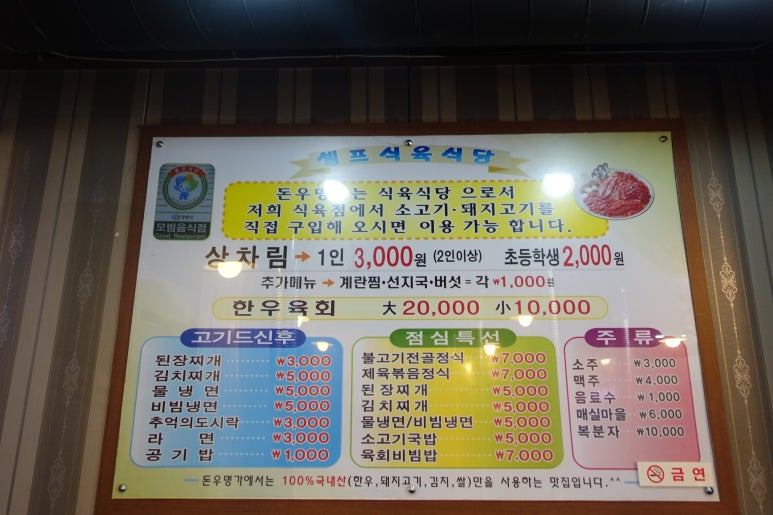 셀프식육식당
모범음식점
Good Restaurant
돈우명가는 식육식당 으로서
저희 식육점에서 소고기·돼지고기를
직접 구입해 오시면 이용 가능 합니다.
상차림 → 1인 3,000원 (2인이상) 초등학생 2,000원
추가메뉴 → 계란찜·선지국·버섯 = 각 ₩1,000원
한우육회 大 20,000 小 10,000
고기드신후
된장찌개 ₩3,000
김치찌개 ₩5,000
물냉면 ₩5,000
비빔냉면 ₩5,000
추억의도시락 ₩3,000
라면 ₩3,000
공기밥 ₩1,000
점심특선
불고기전골정식 ₩7,000
제육볶음정식 ₩7,000
된장찌개 ₩5,000
김치찌개 ₩5,000
물냉면/비빔냉면 ₩5,000
소고기국밥 ₩5,000
육회비빔밥 ₩7,000
주류
소주 ₩3,000
맥주 ₩4,000
음료수 ₩1,000
매실마을 ₩6,000
복분자 ₩10,000
금연
돈우명가에서는 100%국내산(한우,돼지고기,김치,쌀)만을 사용하는 맛집입니다.^^